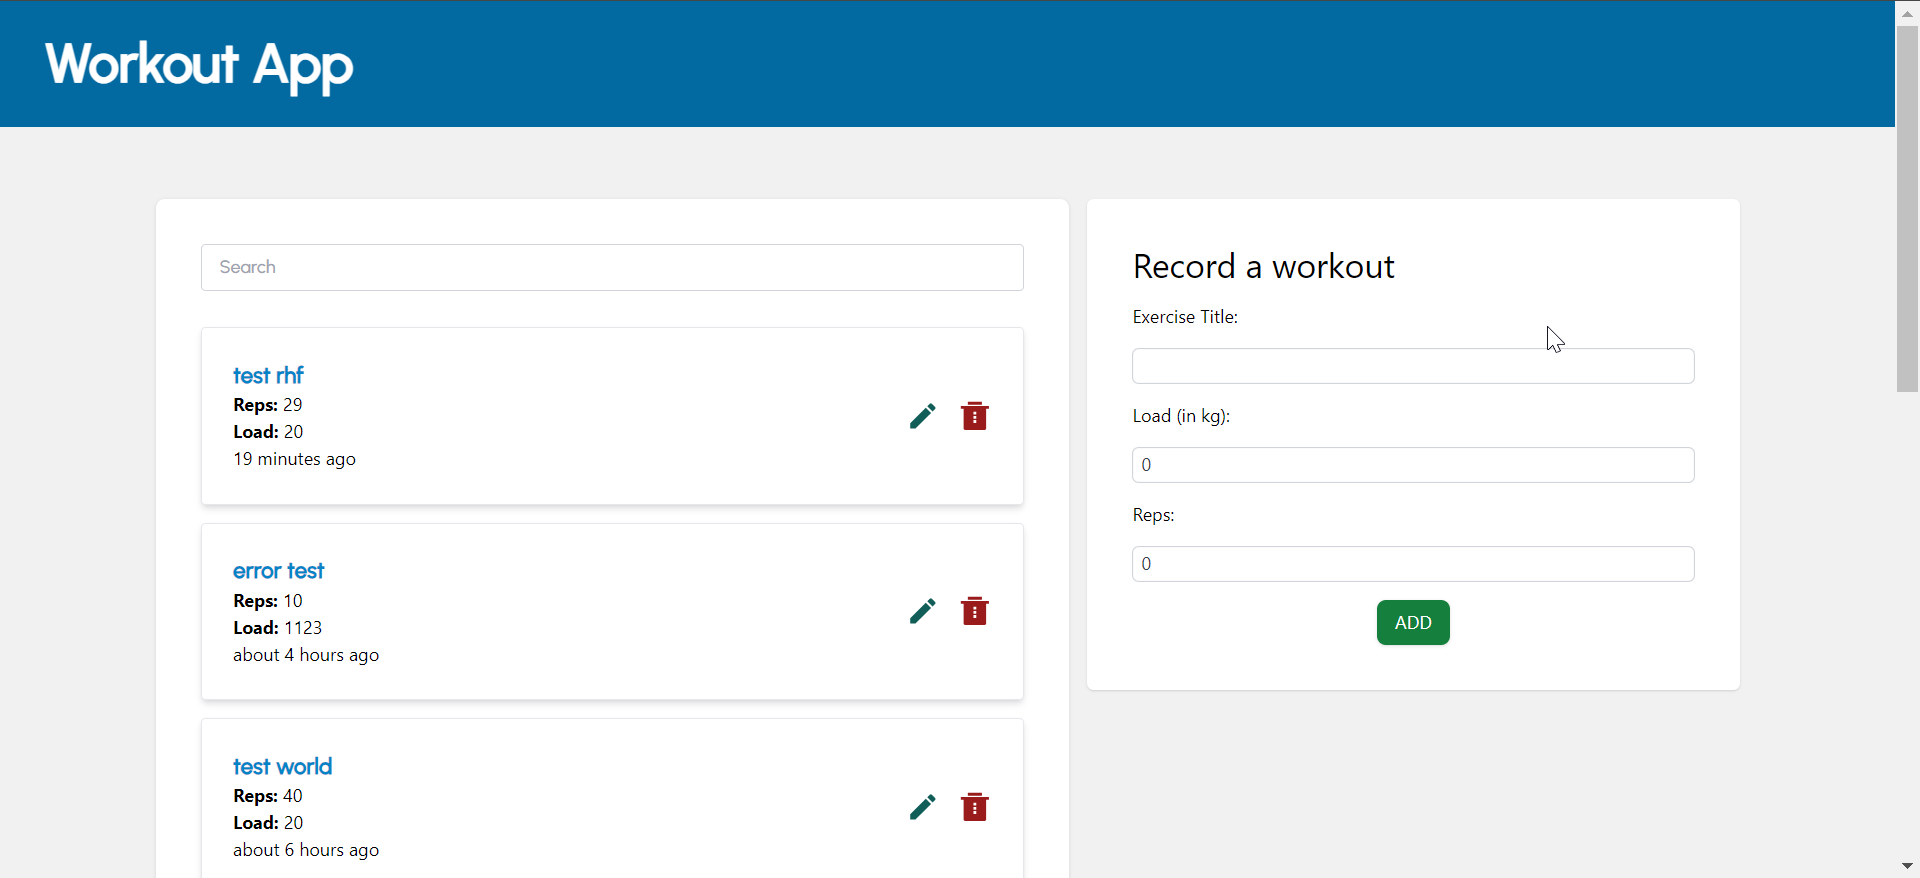 Workout App
Search
test rhf
Reps: 29
Load: 20
19 minutes ago
error test
Reps: 10
Load: 1123
about 4 hours ago
test world
Reps: 40
Load: 20
about 6 hours ago
Record a workout
Exercise Title:
Load (in kg):
0
Reps:
0
ADD